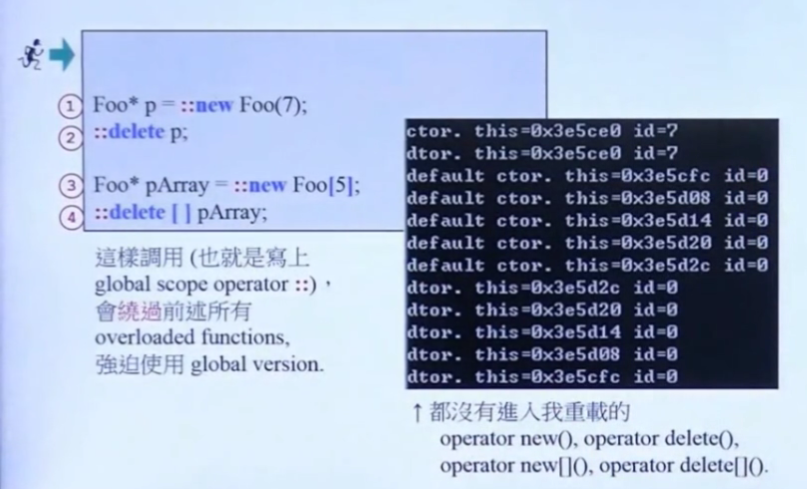 ① Foo* p = ::new Foo(7);
② ::delete p;
③ Foo* pArray = ::new Foo[5];
④ ::delete [ ] pArray;
這樣調用 (也就是寫上
global scope operator ::)，
會繞過前述所有
overloaded functions,
強迫使用 global version.
ctor. this=0x3e5ce0 id=7
dtor. this=0x3e5ce0 id=7
default ctor. this=0x3e5cfc id=0
default ctor. this=0x3e5d08 id=0
default ctor. this=0x3e5d14 id=0
default ctor. this=0x3e5d20 id=0
default ctor. this=0x3e5d2c id=0
dtor. this=0x3e5d2c id=0
dtor. this=0x3e5d20 id=0
dtor. this=0x3e5d14 id=0
dtor. this=0x3e5d08 id=0
dtor. this=0x3e5cfc id=0
↑都沒有進入我重載的
operator new(), operator delete(),
operator new[](), operator delete[]().